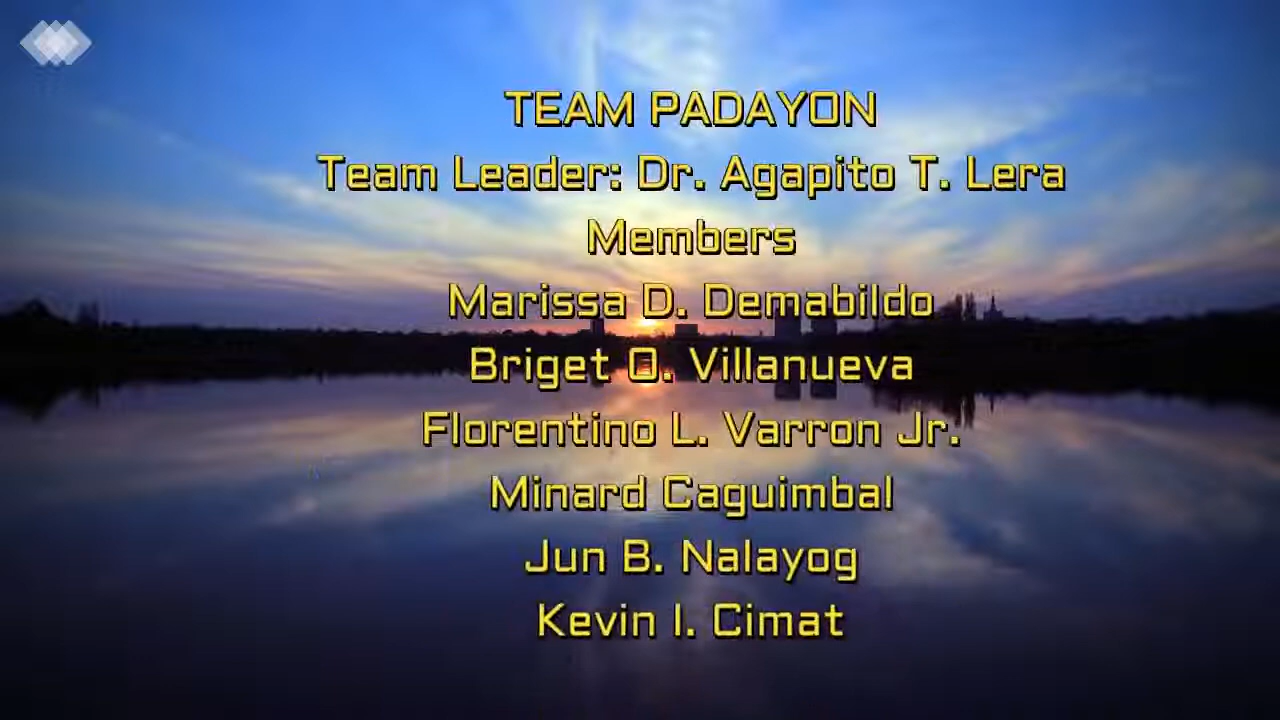 TEAM PADAYON
Team Leader: Dr. Agapito T. Lera
Members
Marissa D. Demabildo
Briget O. Villanueva
Florentino L. Varron Jr.
Minard Caguimbal
Jun B. Nalayog
Kevin I. Cimat